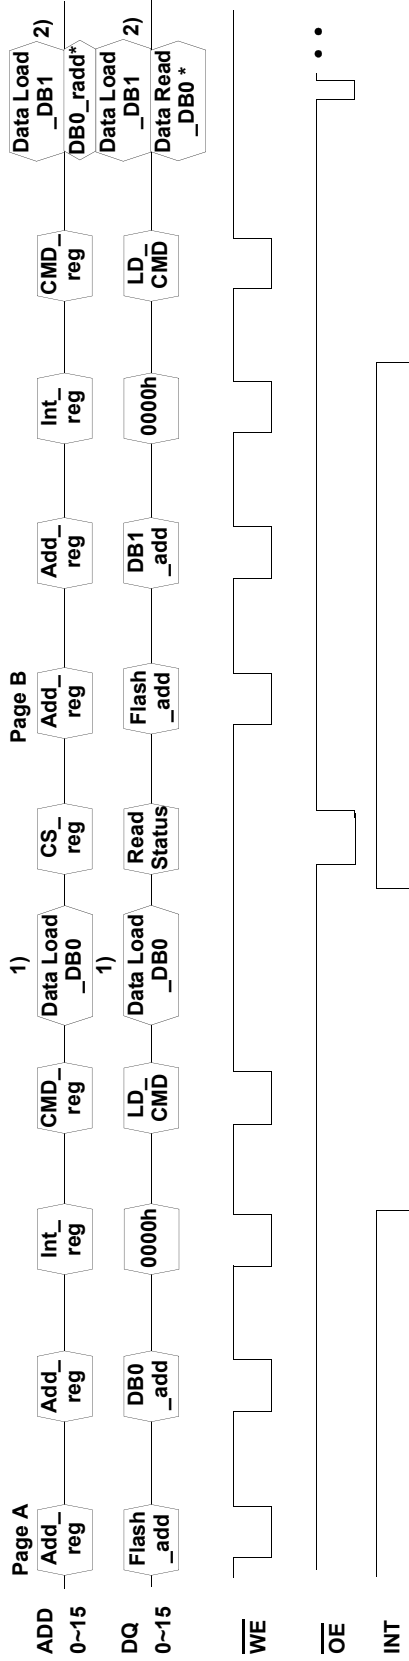 Page A
Page B
ADD
0~15
Add_
reg
Add_
reg
Int_
reg
CMD_
reg
1)
Data Load
_DB0
CS_
reg
Add_
reg
Add_
reg
Int_
reg
CMD_
reg
2)
Data Load
_DB1
DB0_radd*
DQ
0~15
Flash
_add
DB0
_add
0000h
LD_
CMD
1)
Data Load
_DB0
Read
Status
Flash
_add
DB1
_add
0000h
LD_
CMD
2)
Data Load
_DB1
Data Read
_DB0 *
WE
OE
INT